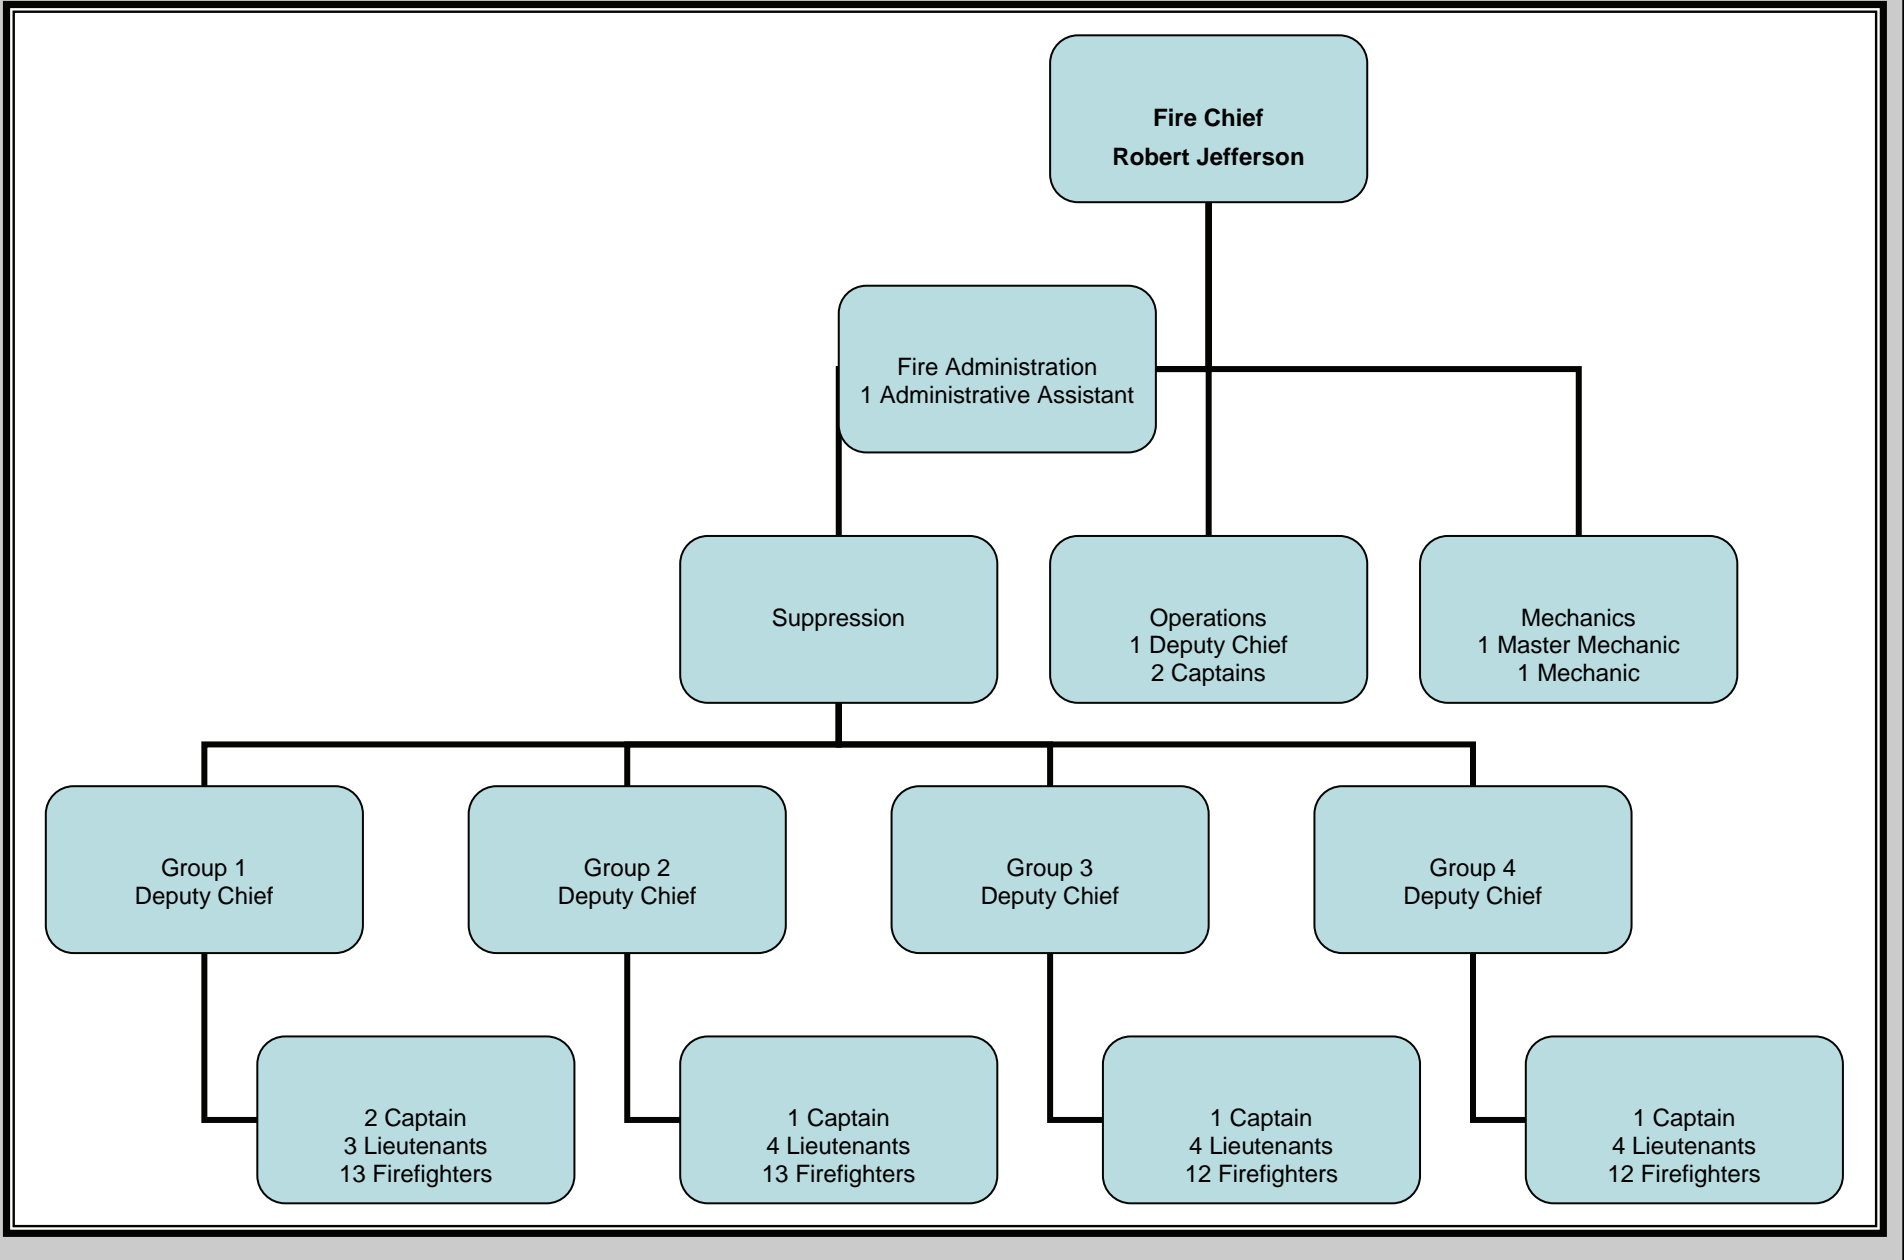 Fire Chief
Robert Jefferson
Fire Administration
1 Administrative Assistant
Suppression
Operations
1 Deputy Chief
2 Captains
Mechanics
1 Master Mechanic
1 Mechanic
Group 1
Deputy Chief
Group 2
Deputy Chief
Group 3
Deputy Chief
Group 4
Deputy Chief
2 Captain
3 Lieutenants
13 Firefighters
1 Captain
4 Lieutenants
13 Firefighters
1 Captain
4 Lieutenants
12 Firefighters
1 Captain
4 Lieutenants
12 Firefighters